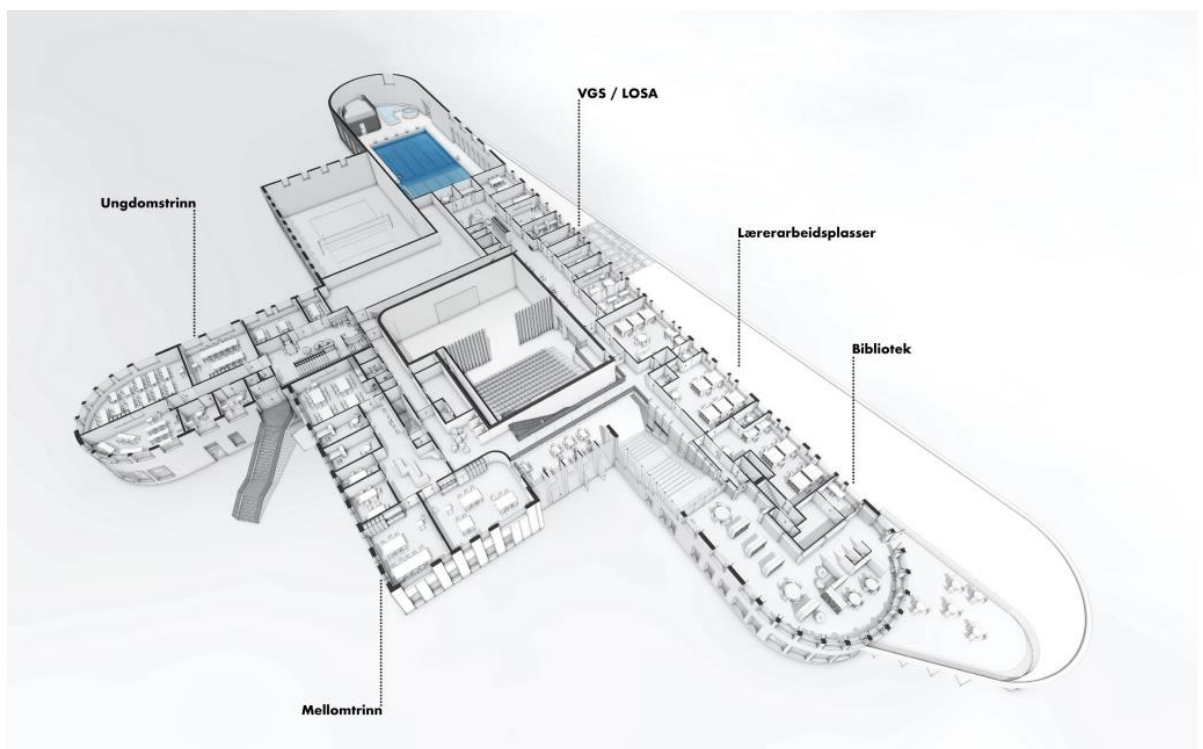 VGS / LOSA
Ungdomstrinn
Lærerarbeidsplasser
Bibliotek
Mellomtrinn